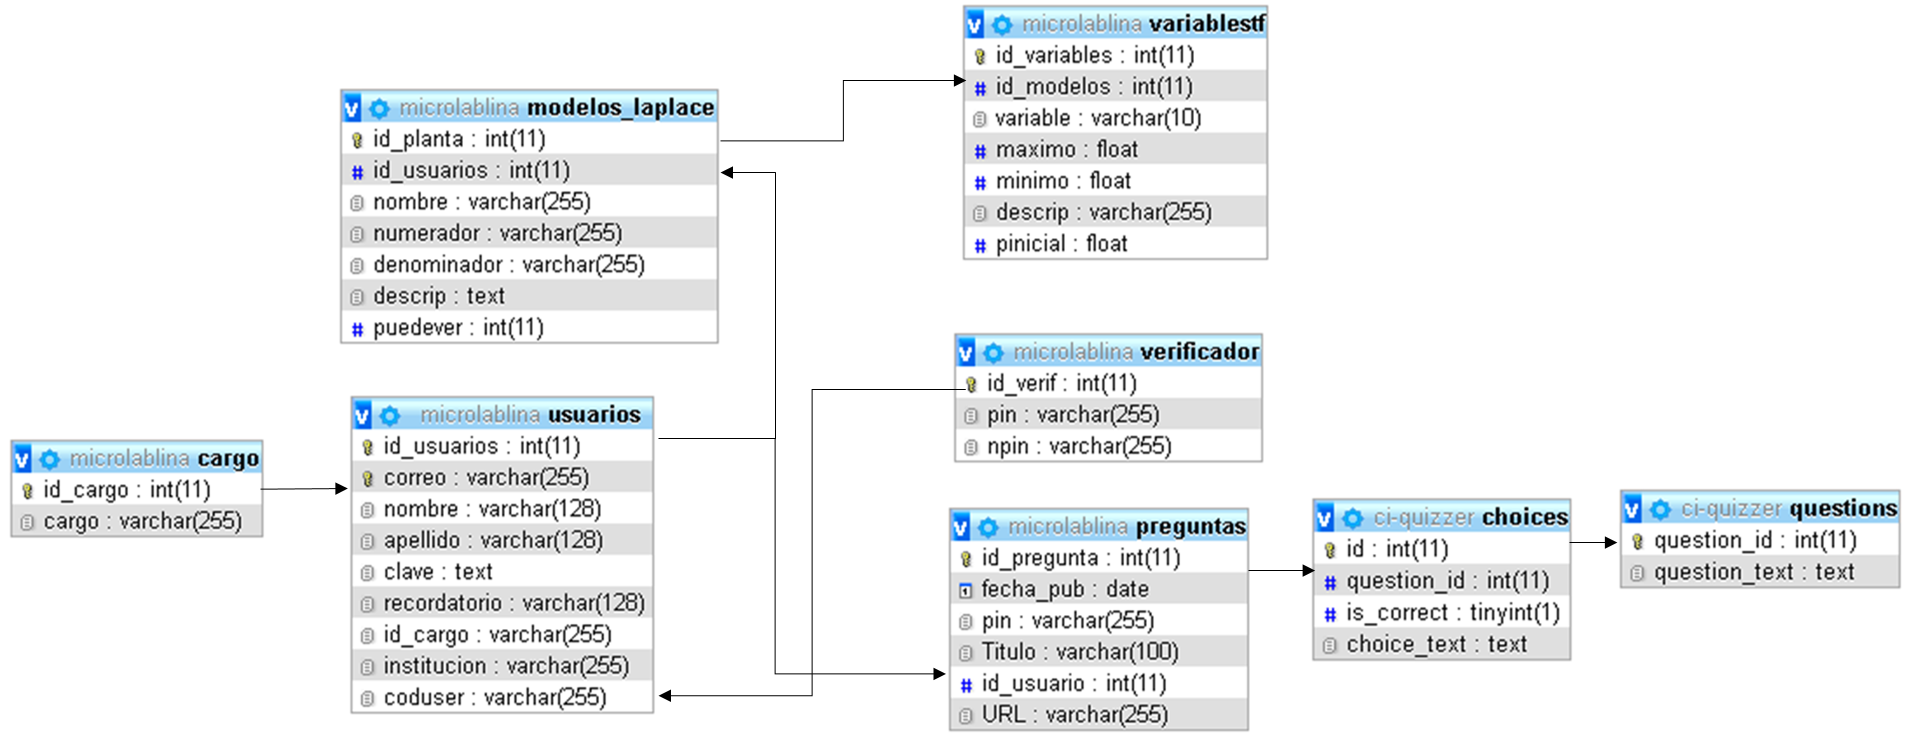 microlablina variablestf
id_variables : int(11)
id_modelos : int(11)
variable : varchar(10)
maximo : float
minimo : float
descrip : varchar(255)
pinicial : float
microlablina modelos_laplace
id_planta : int(11)
id_usuarios : int(11)
nombre : varchar(255)
numerador : varchar(255)
denominador : varchar(255)
descrip : text
puedever : int(11)
microlablina verificador
id_verif : int(11)
pin : varchar(255)
npin : varchar(255)
microlablina cargo
id_cargo : int(11)
cargo : varchar(255)
microlablina usuarios
id_usuarios : int(11)
correo : varchar(255)
nombre : varchar(128)
apellido : varchar(128)
clave : text
recordatorio : varchar(128)
id_cargo : varchar(255)
institucion : varchar(255)
coduser : varchar(255)
microlablina preguntas
id_pregunta : int(11)
fecha_pub : date
pin : varchar(255)
Titulo : varchar(100)
id_usuario : int(11)
URL : varchar(255)
ci-quizzer choices
id : int(11)
question_id : int(11)
is_correct : tinyint(1)
choice_text : text
ci-quizzer questions
question_id : int(11)
question_text : text